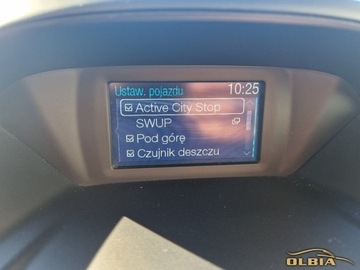 Ustaw. pojazdu 10:25
Active City Stop
SWUP
Pod górę
Czujnik deszczu
OLBIA